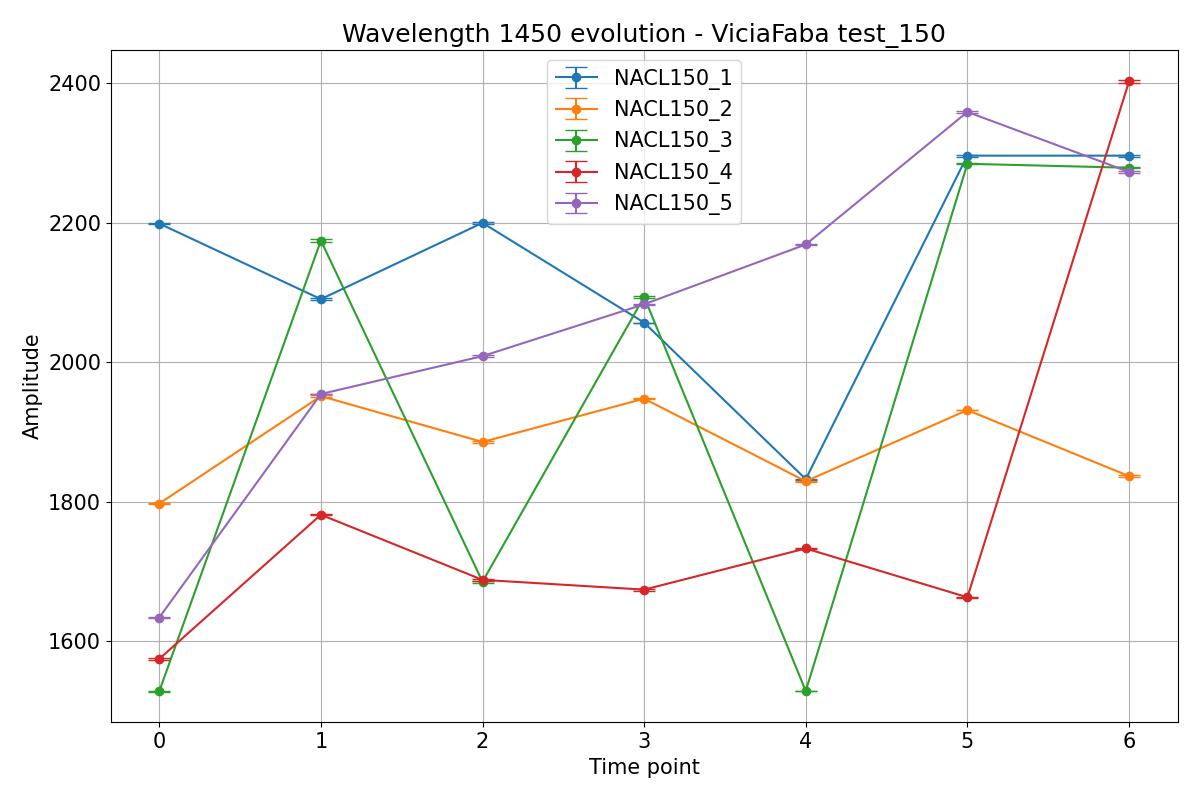 Wavelength 1450 evolution - ViciaFaba test_150
NACL150_1
NACL150_2
NACL150_3
NACL150_4
NACL150_5
Amplitude
2400
2200
2000
1800
1600
0 1 2 3 4 5 6
Time point